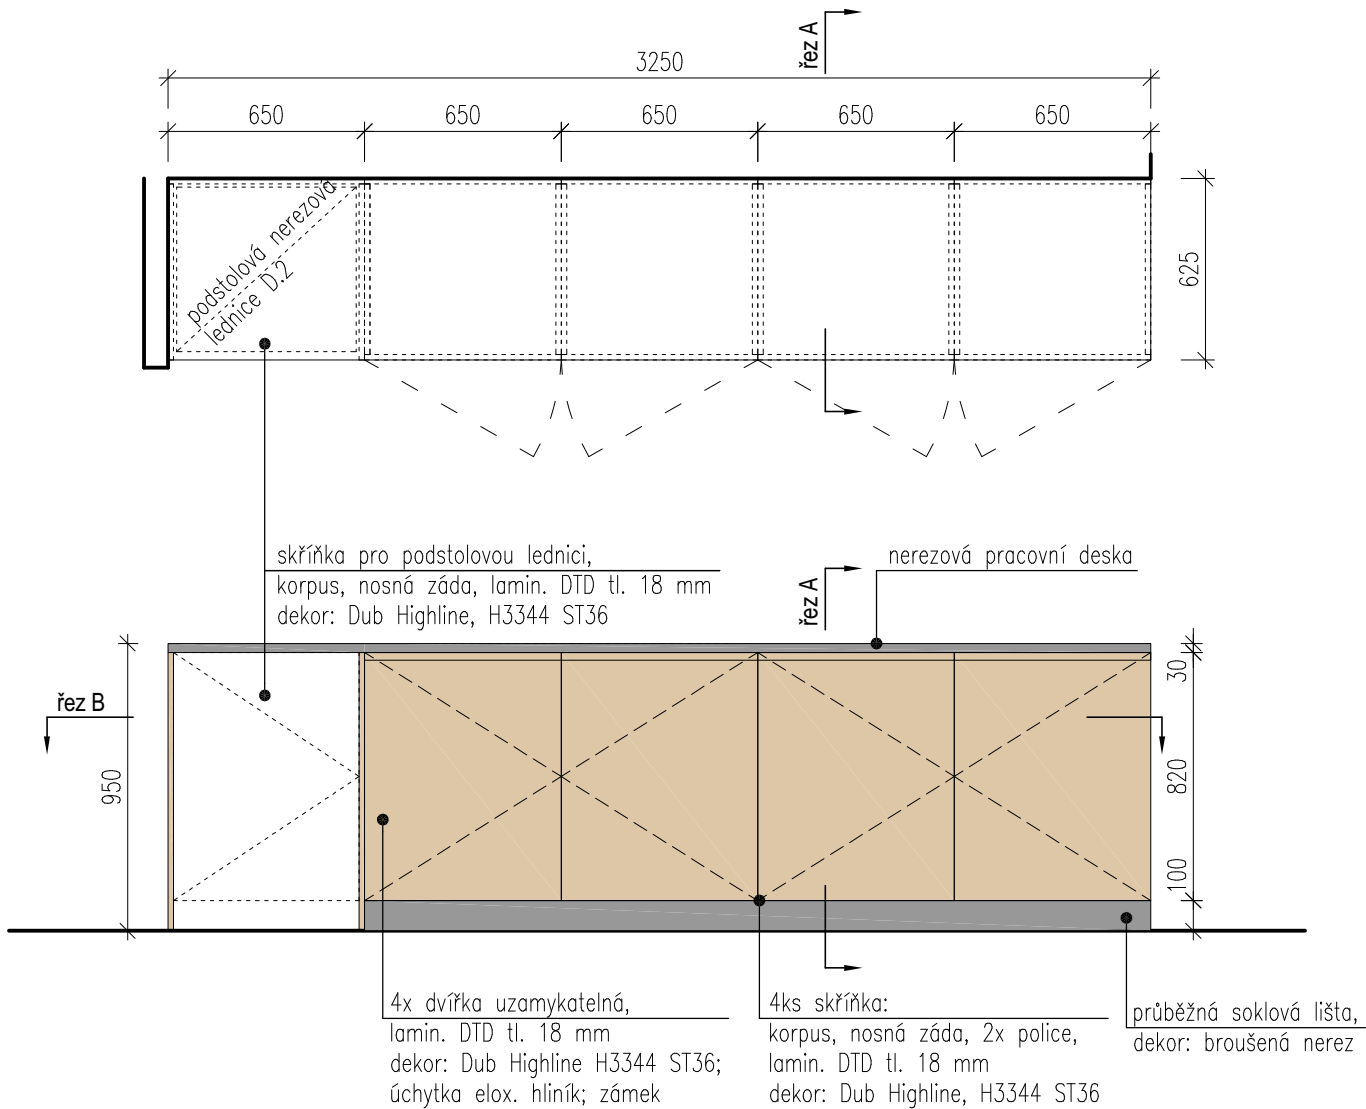 řez A
3250
650 650 650 650 650
podstolová nerezová
lednice D.2
625
skříňka pro podstolovou lednici,
korpus, nosná záda, lamin. DTD tl. 18 mm
dekor: Dub Highline, H3344 ST36
řez A
nerezová pracovní deska
řez B
950
30
820
100
4x dvířka uzamykatelná,
lamin. DTD tl. 18 mm
dekor: Dub Highline H3344 ST36;
úchytka elox. hliník; zámek
4ks skříňka:
korpus, nosná záda, 2x police,
lamin. DTD tl. 18 mm
dekor: Dub Highline, H3344 ST36
průběžná soklová lišta,
dekor: broušená nerez